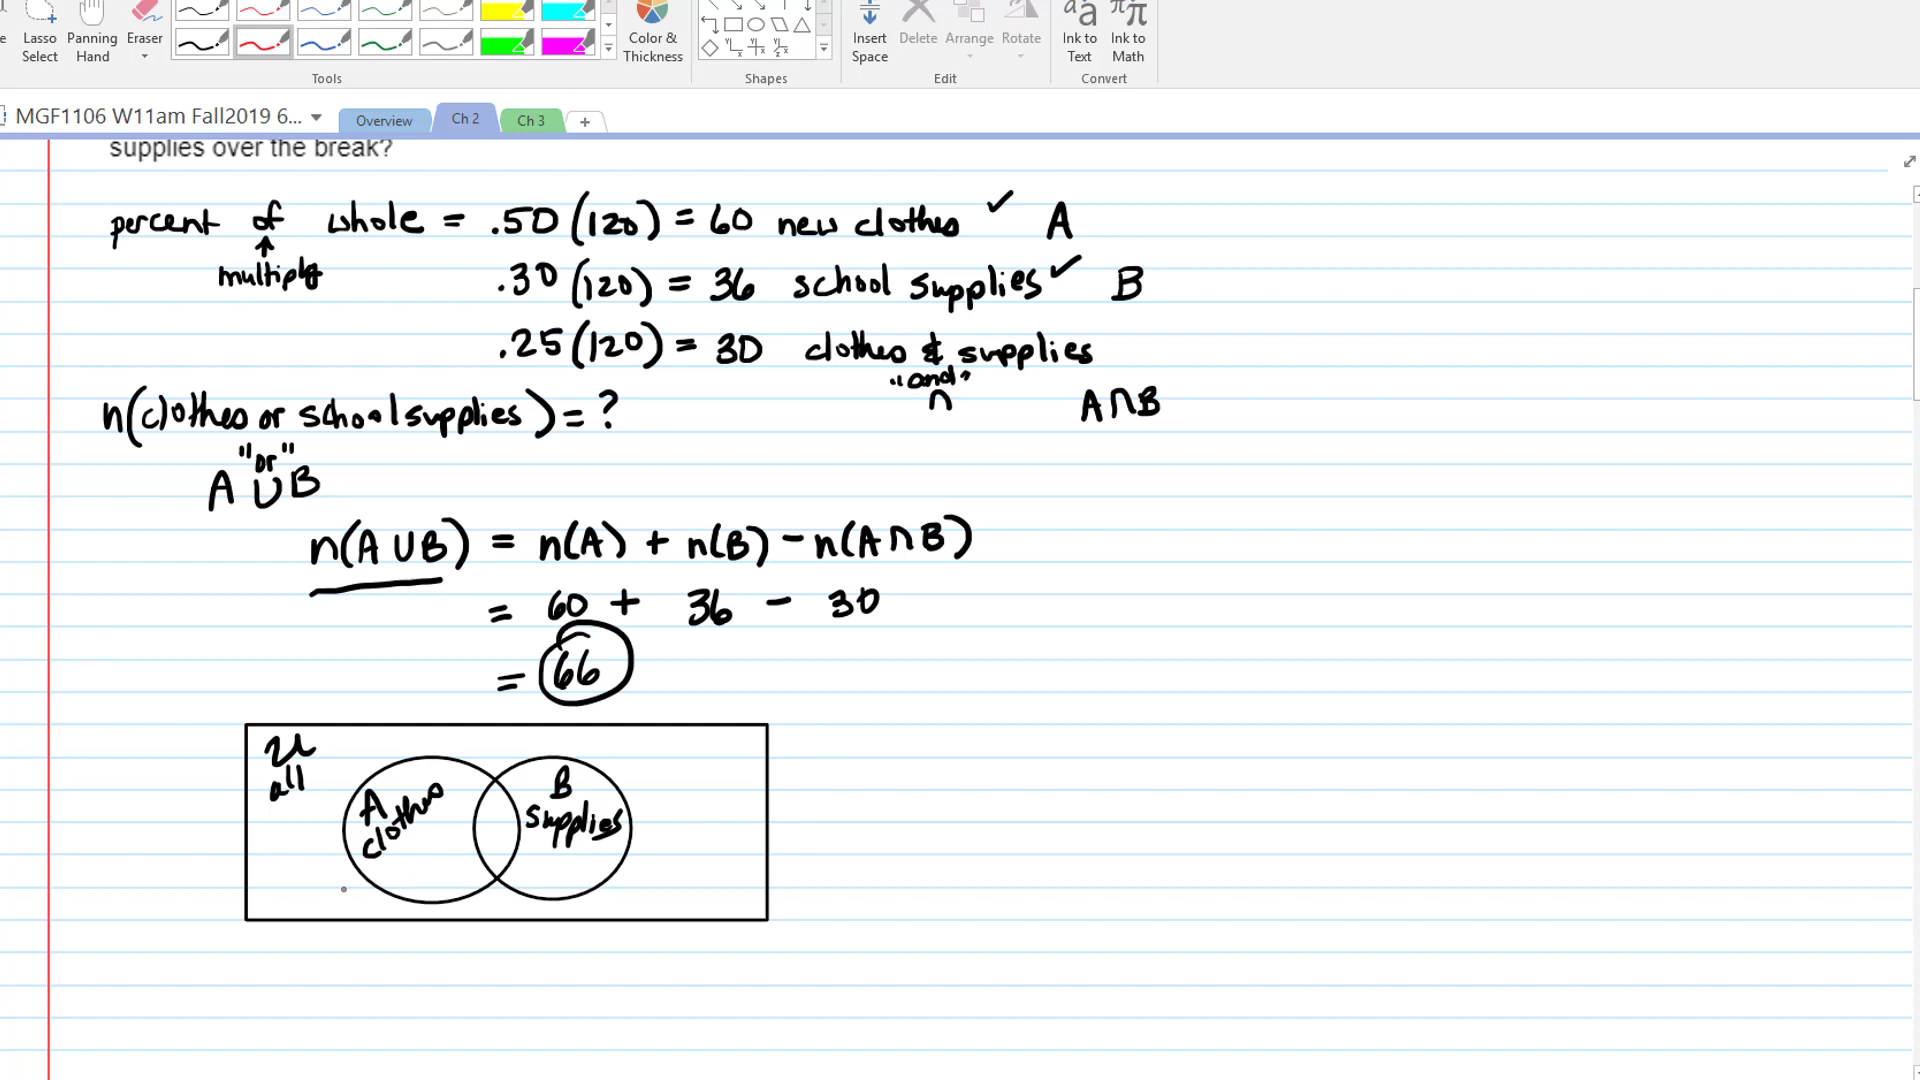 Lasso Select
Panning Hand
Eraser
Color & Thickness
Insert Space
Delete
Arrange
Rotate
Ink to Text
Ink to Math
Tools
Shapes
Edit
Convert
MGF1106 W11am Fall2019 6...
Overview
Ch 2
Ch 3
+
supplies over the break?
percent of whole = .50(120) = 60 new clothes ✓ A
multiply
.30(120) = 36 school supplies ✓ B
.25(120) = 30 clothes & supplies
"and"
∩ A∩B
n(clothes or school supplies) = ?
"or"
A ∪ B
n(A∪B) = n(A) + n(B) - n(A∩B)
= 60 + 36 - 30
= 66
U
all
A
clothes
B
supplies